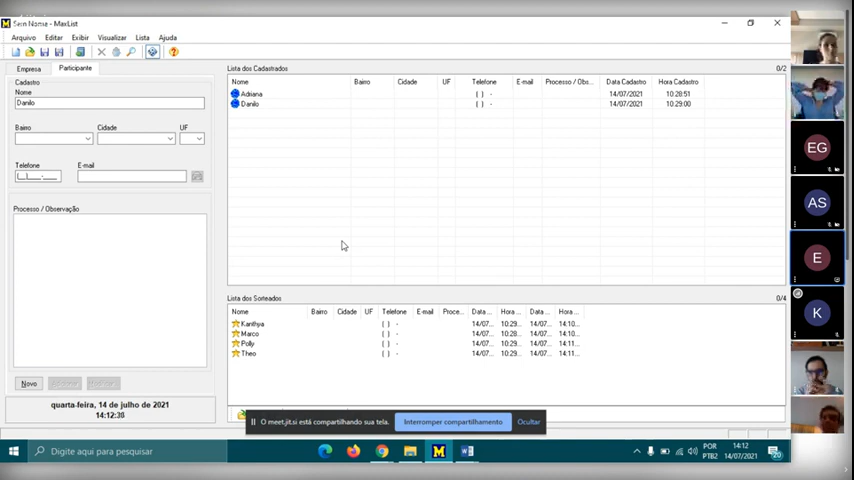 Sem Nome - MaxList
Arquivo Editar Exibir Visualizar Lista Ajuda
Empresa Participante
Cadastro
Nome
Danilo
Bairro Cidade UF
Telefone E-mail
(__)____-____
Processo / Observação
Novo
quarta-feira, 14 de julho de 2021
14:12:38
Lista dos Cadastrados 0/2
Nome Bairro Cidade UF Telefone E-mail Processo / Obs... Data Cadastro Hora Cadastro
Adriana ( ) - 14/07/2021 10:28:51
Danilo ( ) - 14/07/2021 10:29:00
Lista dos Sorteados 0/4
Nome Bairro Cidade UF Telefone E-mail Proce... Data ... Hora ... Data ... Hora ...
Kanthya ( ) - 14/07... 10:29... 14/07... 14:10...
Marco ( ) - 14/07... 10:28... 14/07... 14:10...
Polly ( ) - 14/07... 10:29... 14/07... 14:11...
Theo ( ) - 14/07... 10:29... 14/07... 14:11...
O meet.jit.si está compartilhando sua tela. Interromper compartilhamento Ocultar
Digite aqui para pesquisar
POR
PTB2
14:12
14/07/2021
20
EG
AS
E
K